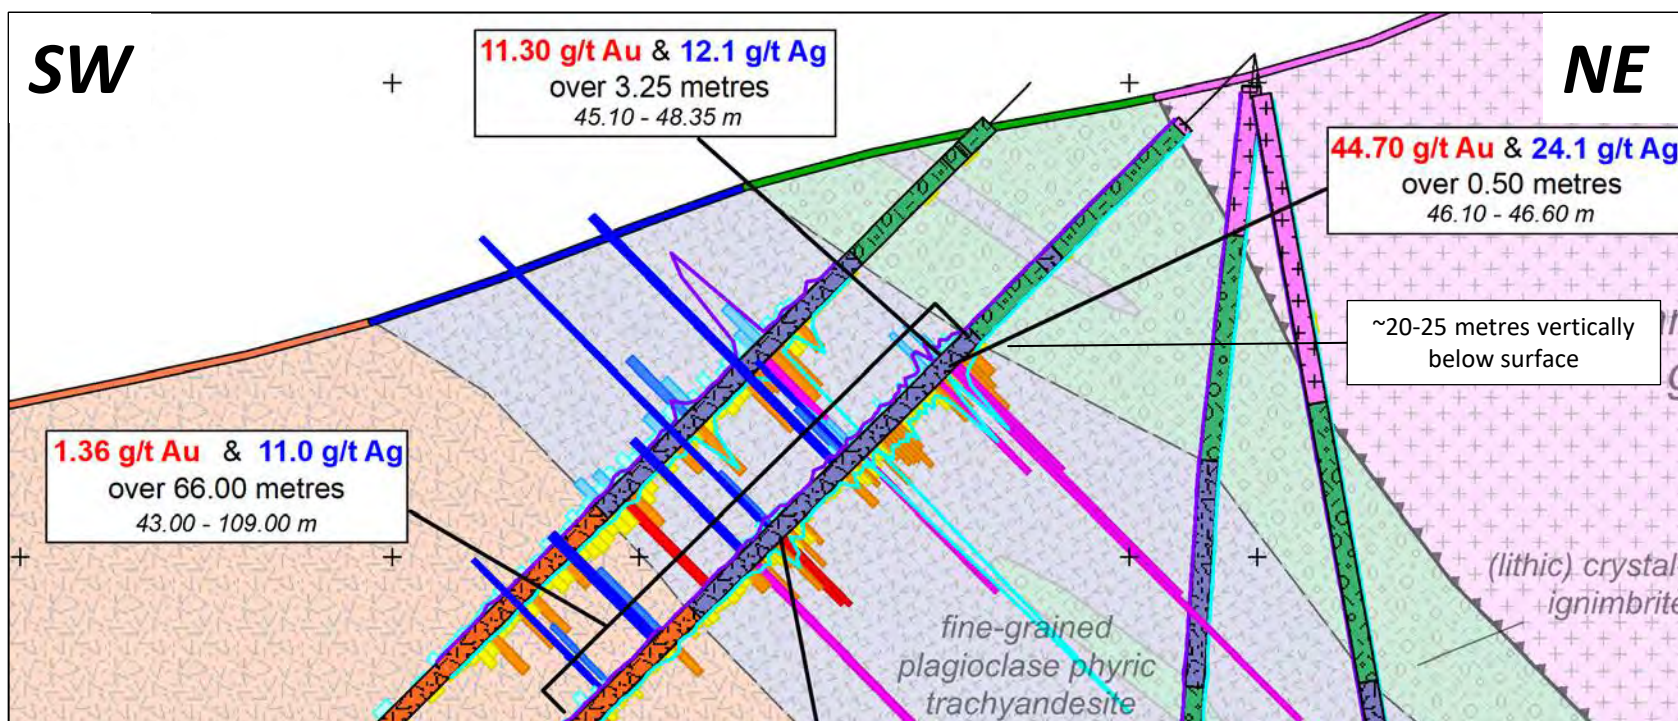 SW
NE
11.30 g/t Au & 12.1 g/t Ag
over 3.25 metres
45.10 - 48.35 m
44.70 g/t Au & 24.1 g/t Ag
over 0.50 metres
46.10 - 46.60 m
~20-25 metres vertically
below surface
1.36 g/t Au & 11.0 g/t Ag
over 66.00 metres
43.00 - 109.00 m
(lithic) crystal
ignimbrite
fine-grained
plagioclase phyric
trachyandesite